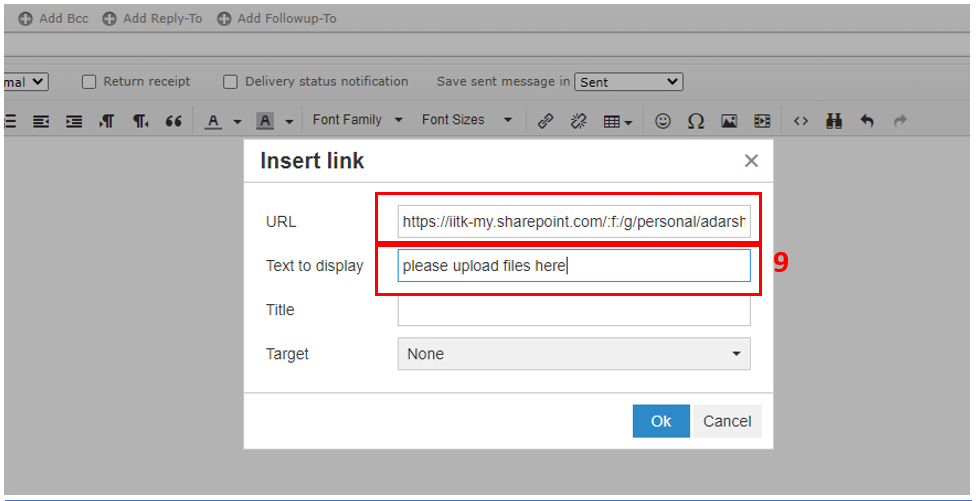 Add Bcc Add Reply-To Add Followup-To
mal Return receipt Delivery status notification Save sent message in Sent
A A Font Family Font Sizes
Insert link
URL https://iitk-my.sharepoint.com/:f:/g/personal/adarsh
Text to display please upload files here 9
Title
Target None
Ok Cancel